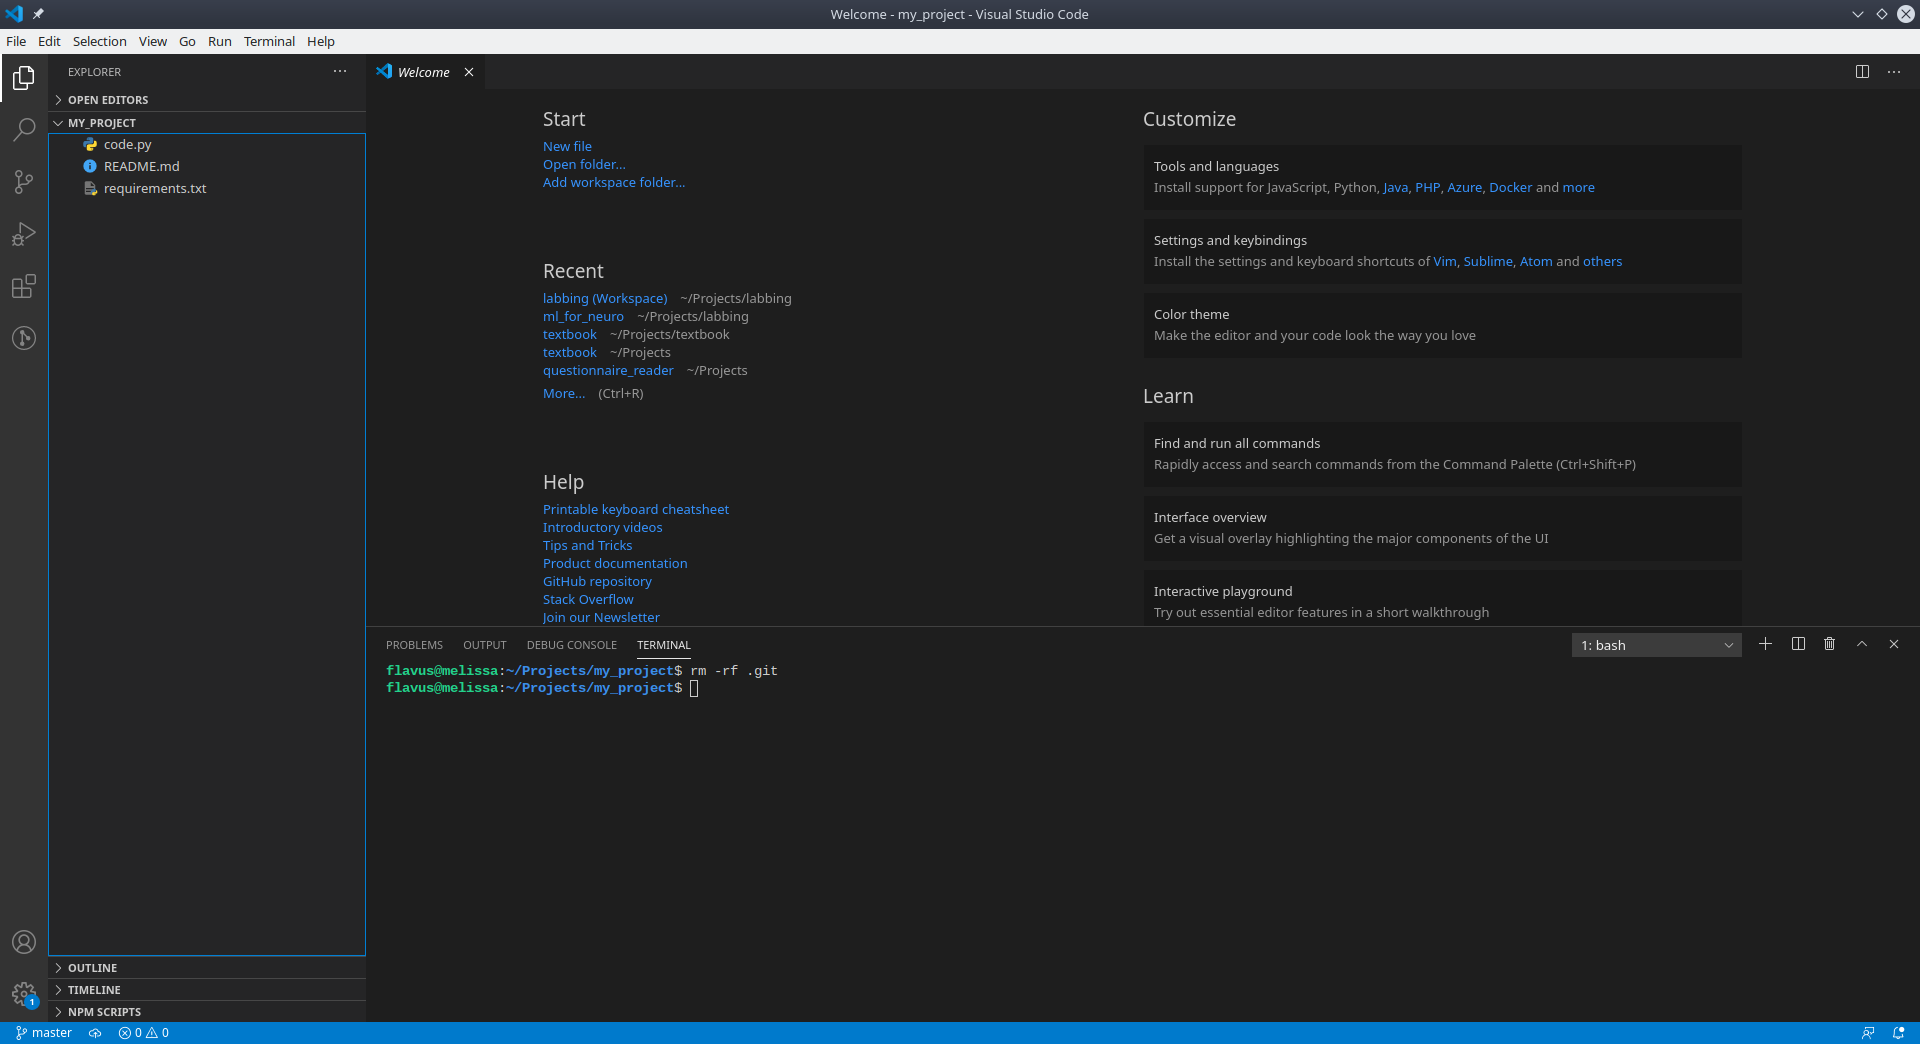 Welcome - my_project - Visual Studio Code
File Edit Selection View Go Run Terminal Help
EXPLORER
OPEN EDITORS
MY_PROJECT
code.py
README.md
requirements.txt
OUTLINE
TIMELINE
NPM SCRIPTS
Welcome
Start
New file
Open folder...
Add workspace folder...
Recent
labbing (Workspace) ~/Projects/labbing
ml_for_neuro ~/Projects/labbing
textbook ~/Projects/textbook
textbook ~/Projects
questionnaire_reader ~/Projects
More... (Ctrl+R)
Help
Printable keyboard cheatsheet
Introductory videos
Tips and Tricks
Product documentation
GitHub repository
Stack Overflow
Join our Newsletter
Customize
Tools and languages
Install support for JavaScript, Python, Java, PHP, Azure, Docker and more
Settings and keybindings
Install the settings and keyboard shortcuts of Vim, Sublime, Atom and others
Color theme
Make the editor and your code look the way you love
Learn
Find and run all commands
Rapidly access and search commands from the Command Palette (Ctrl+Shift+P)
Interface overview
Get a visual overlay highlighting the major components of the UI
Interactive playground
Try out essential editor features in a short walkthrough
PROBLEMS OUTPUT DEBUG CONSOLE TERMINAL
1: bash
flavus@melissa:~/Projects/my_project$ rm -rf .git
flavus@melissa:~/Projects/my_project$
1
master 0 0